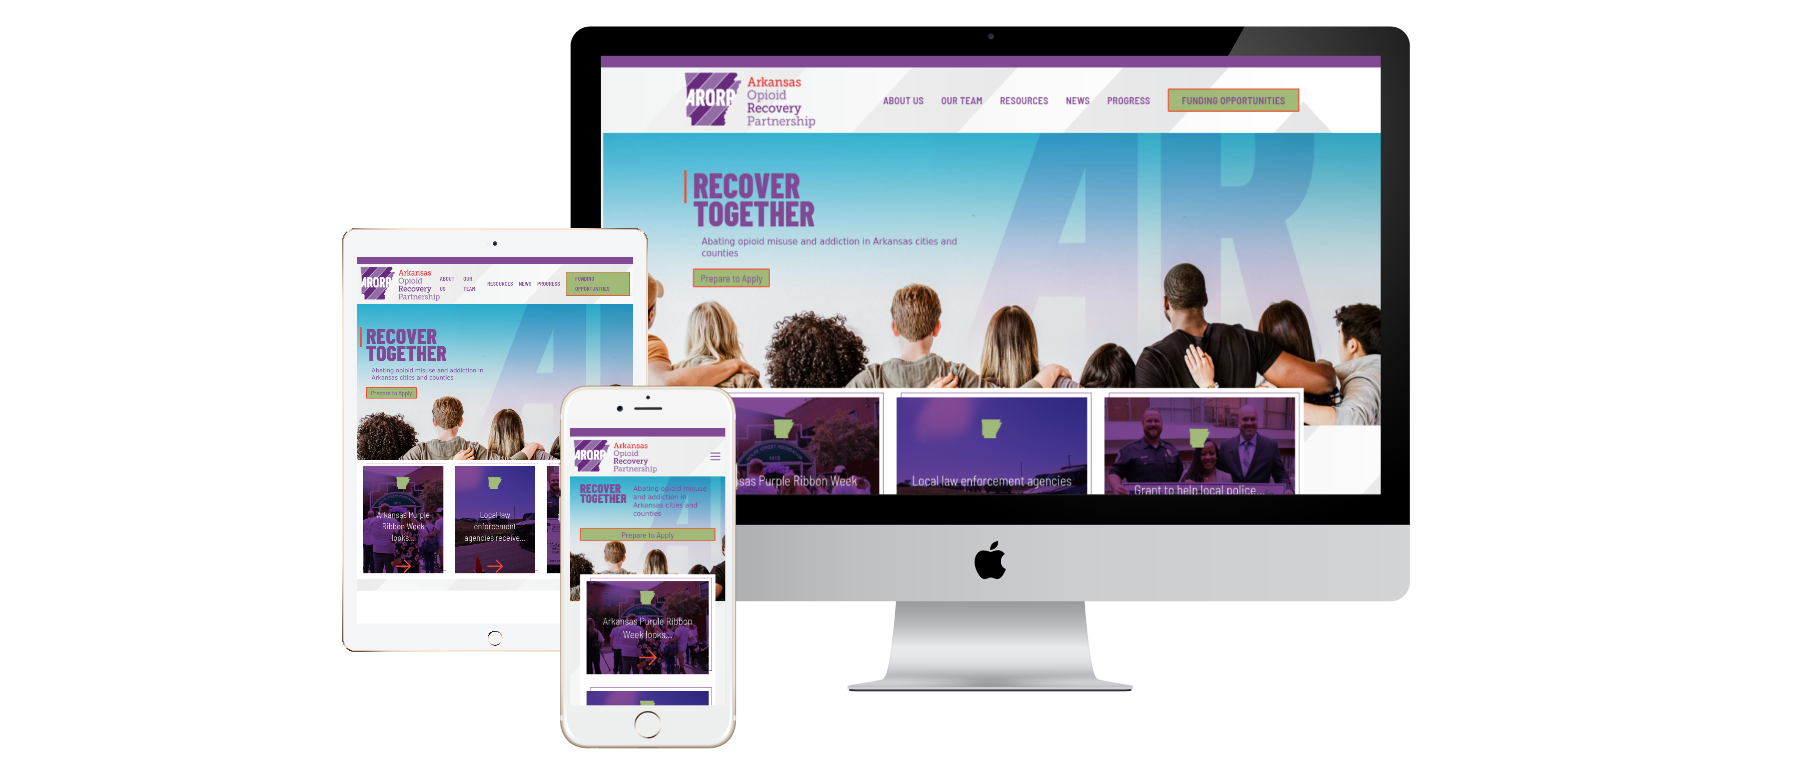 ARORP
Arkansas
Opioid
Recovery
Partnership
ABOUT US
OUR TEAM
RESOURCES
NEWS
PROGRESS
FUNDING OPPORTUNITIES
AR
RECOVER
TOGETHER
Abating opioid misuse and addiction in Arkansas cities and
counties
Prepare to Apply
sas Purple Ribbon Week
Local law enforcement agencies
Grant to help local police...
ARORP
Arkansas
Opioid
Recovery
Partnership
ABOUT
US
OUR
TEAM
RESOURCES
NEWS
PROGRESS
FUNDING
OPPORTUNITIES
RECOVER
TOGETHER
Abating opioid misuse and addiction in
Arkansas cities and counties
Prepare to Apply
Arkansas Purple
Ribbon Week
looks...
Local law
enforcement
agencies receive...
ARORP
Arkansas
Opioid
Recovery
Partnership
RECOVER
TOGETHER
Abating opioid misuse
and addiction in
Arkansas cities and
counties
Prepare to Apply
Arkansas Purple Ribbon
Week looks...